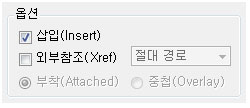 옵션
삽입(Insert)
외부참조(Xref) 절대 경로
부착(Attached) 중첩(Overlay)